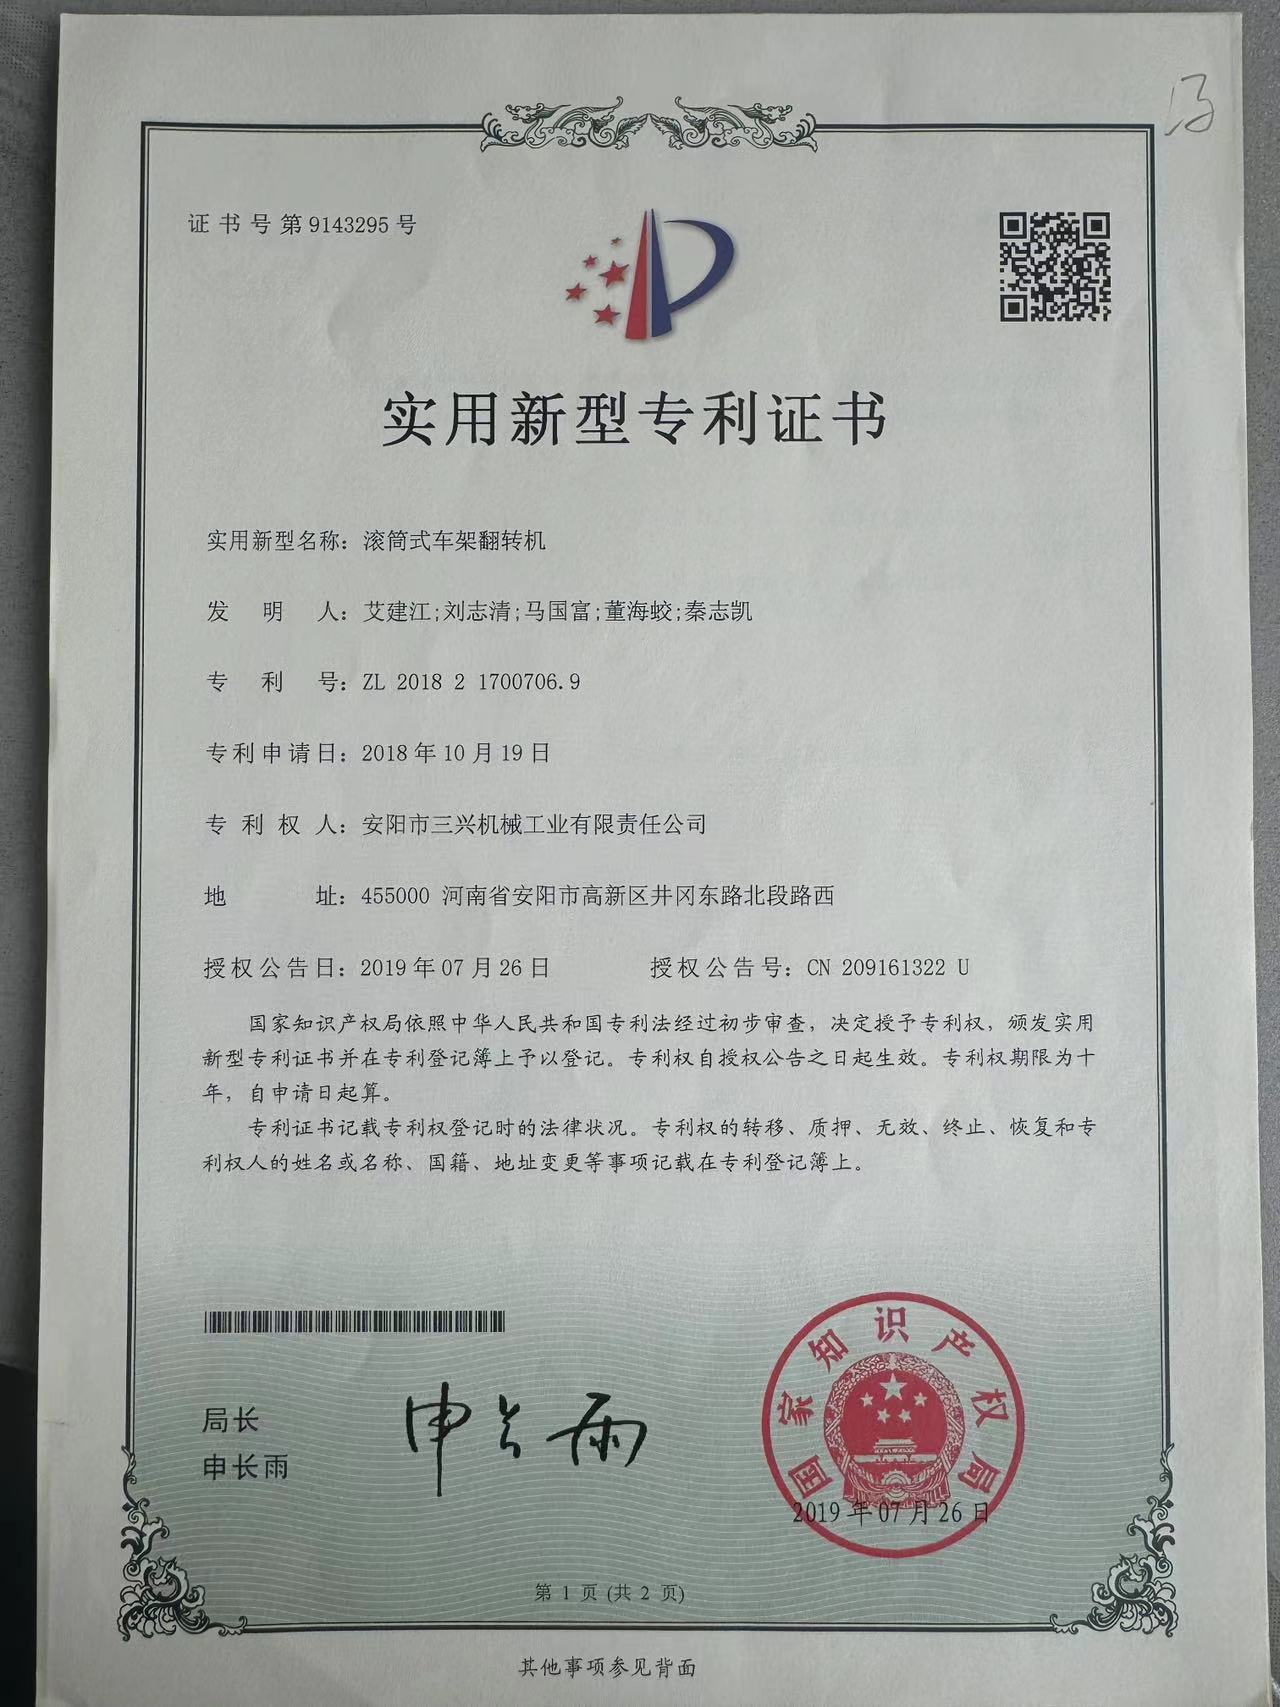 证书号第9143295号
实用新型专利证书
实用新型名称：滚筒式车架翻转机
发明人：艾建江;刘志清;马国富;董海蛟;秦志凯
专利号：ZL 2018 2 1700706.9
专利申请日：2018年10月19日
专利权人：安阳市三兴机械工业有限责任公司
地址：455000 河南省安阳市高新区井冈东路北段路西
授权公告日：2019年07月26日 授权公告号：CN 209161322 U
国家知识产权局依照中华人民共和国专利法经过初步审查，决定授予专利权，颁发实用
新型专利证书并在专利登记簿上予以登记。专利权自授权公告之日起生效。专利权期限为十
年，自申请日起算。
专利证书记载专利权登记时的法律状况。专利权的转移、质押、无效、终止、恢复和专
利权人的姓名或名称、国籍、地址变更等事项记载在专利登记簿上。
局长
申长雨
申长雨
国家知识产权局
2019年07月26日
第 1 页 (共 2 页)
其他事项参见背面